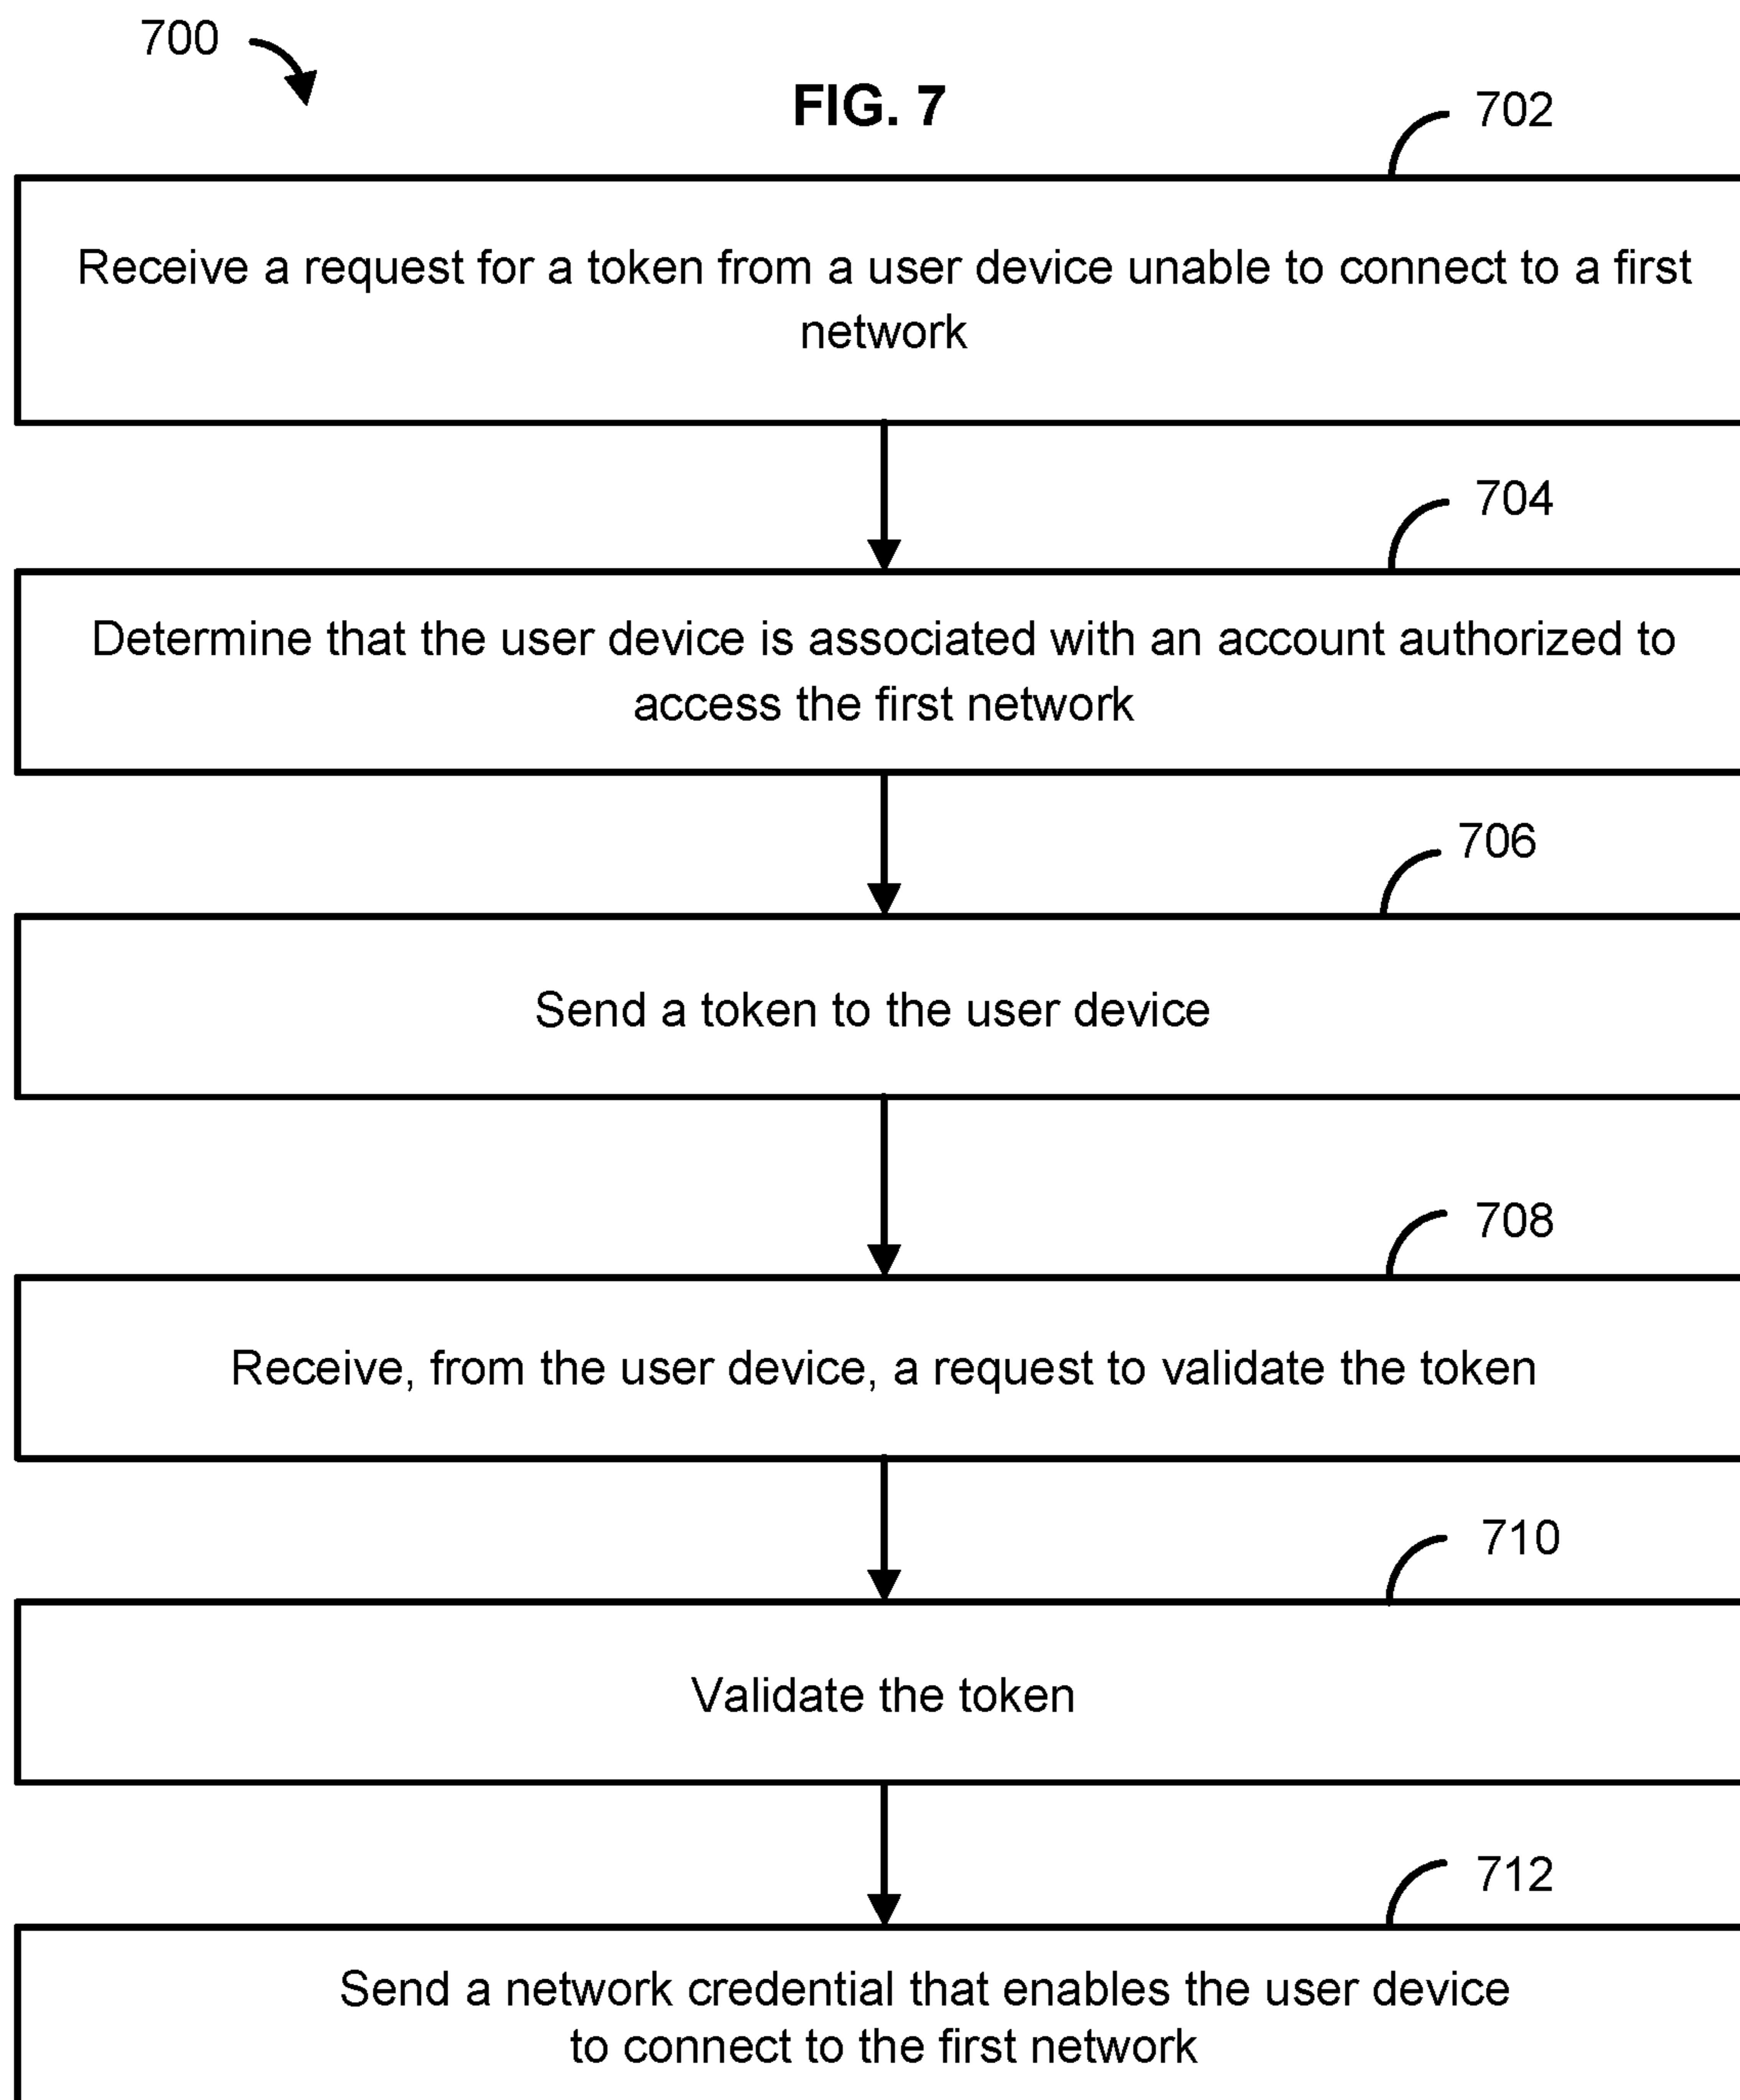 700
FIG. 7
702
Receive a request for a token from a user device unable to connect to a first
network
704
Determine that the user device is associated with an account authorized to
access the first network
706
Send a token to the user device
708
Receive, from the user device, a request to validate the token
710
Validate the token
712
Send a network credential that enables the user device
to connect to the first network